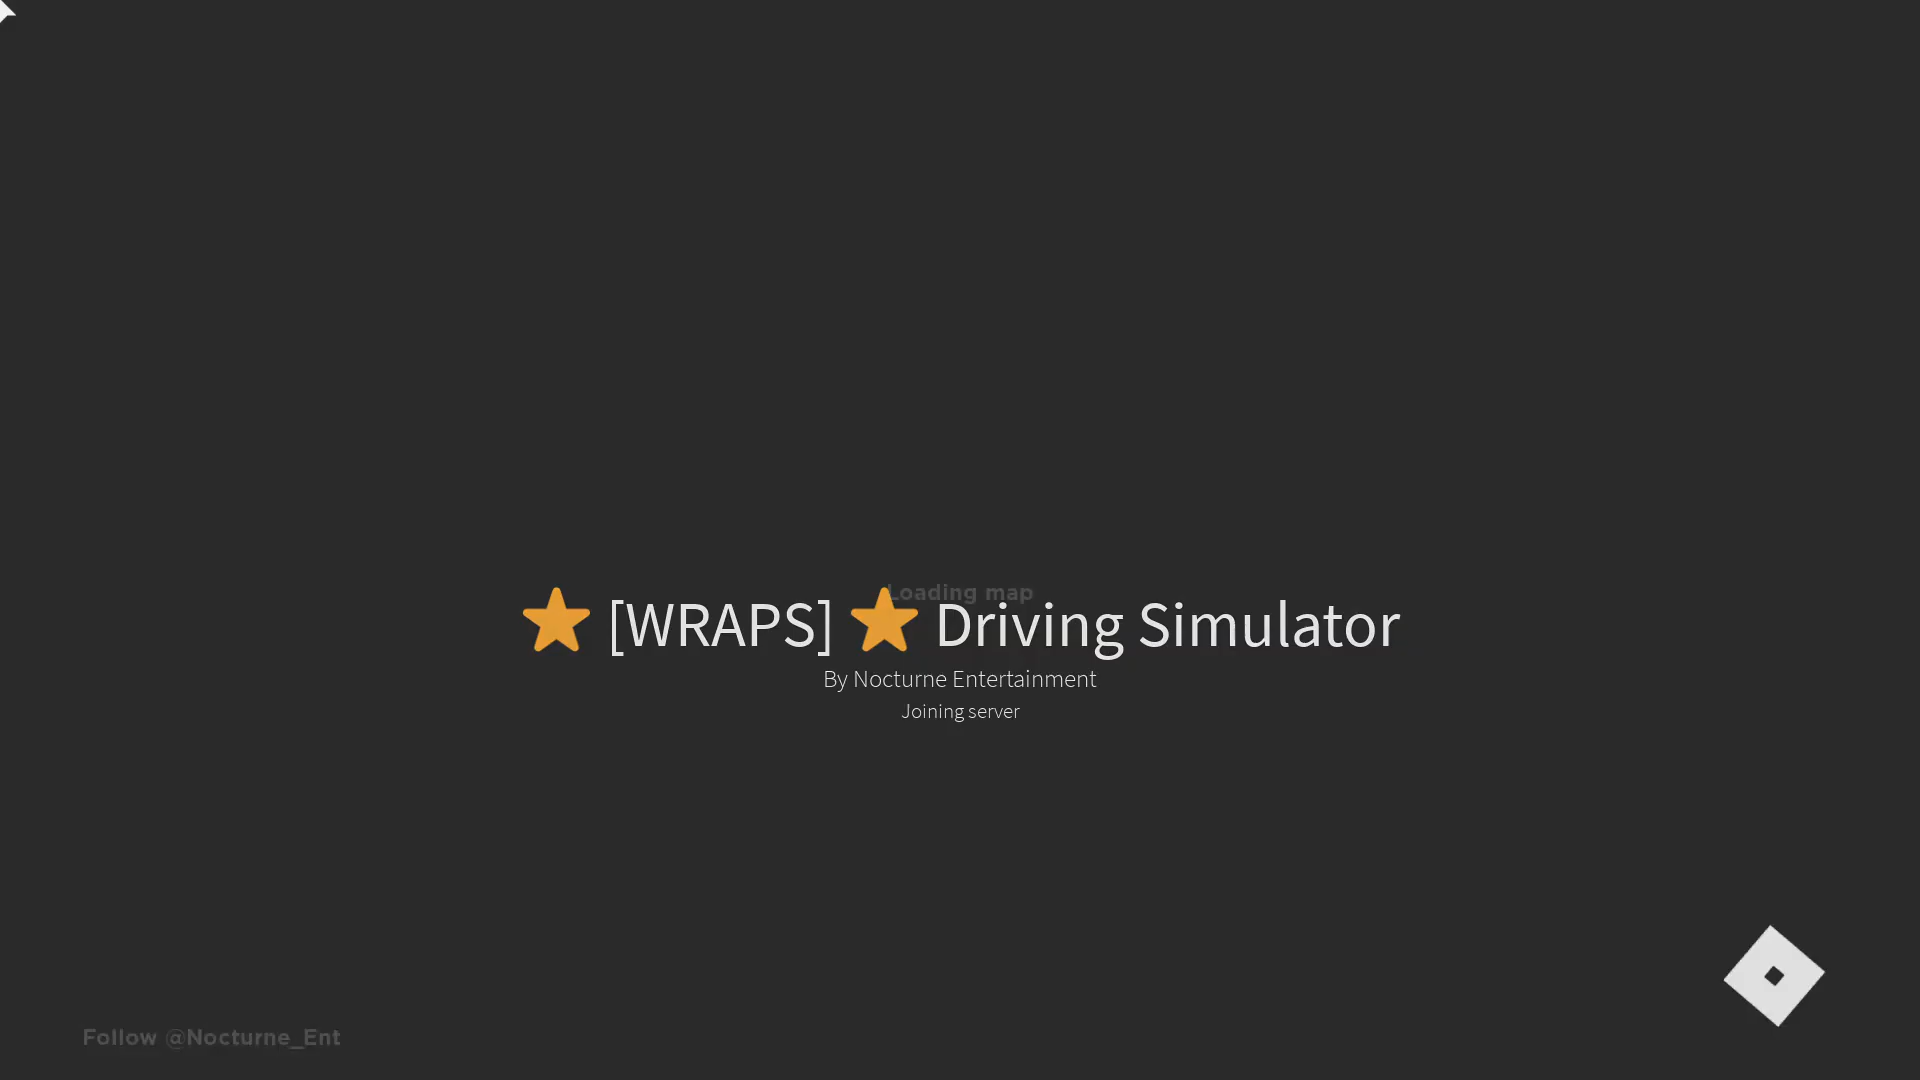 Loading map
⭐ [WRAPS] ⭐ Driving Simulator
By Nocturne Entertainment
Joining server
Follow @Nocturne_Ent